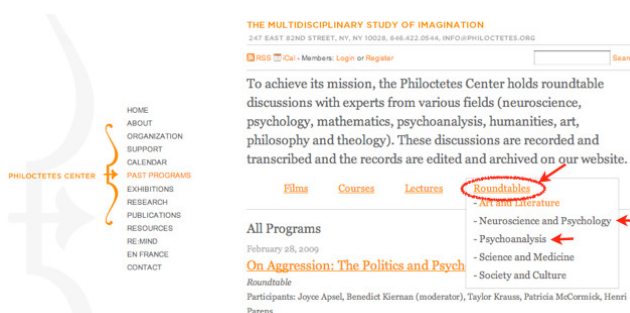 THE MULTIDISCIPLINARY STUDY OF IMAGINATION
247 EAST 82ND STREET, NY, NY 10028, 646.422.0544, INFO@PHILOCTETES.ORG
RSS iCal - Members: Login or Register
To achieve its mission, the Philoctetes Center holds roundtable
discussions with experts from various fields (neuroscience,
psychology, mathematics, psychoanalysis, humanities, art,
philosophy and theology). These discussions are recorded and
transcribed and the records are edited and archived on our website.
HOME
ABOUT
ORGANIZATION
SUPPORT
CALENDAR
PHILOCTETES CENTER
PAST PROGRAMS
EXHIBITIONS
RESEARCH
PUBLICATIONS
RESOURCES
RE:MIND
EN FRANCE
CONTACT
Films Courses Lectures Roundtables
- Art and Literature
- Neuroscience and Psychology
- Psychoanalysis
- Science and Medicine
- Society and Culture
All Programs
February 28, 2009
On Aggression: The Politics and Psych
Roundtable
Participants: Joyce Apsel, Benedict Kiernan (moderator), Taylor Krauss, Patricia McCormick, Henri
Parens